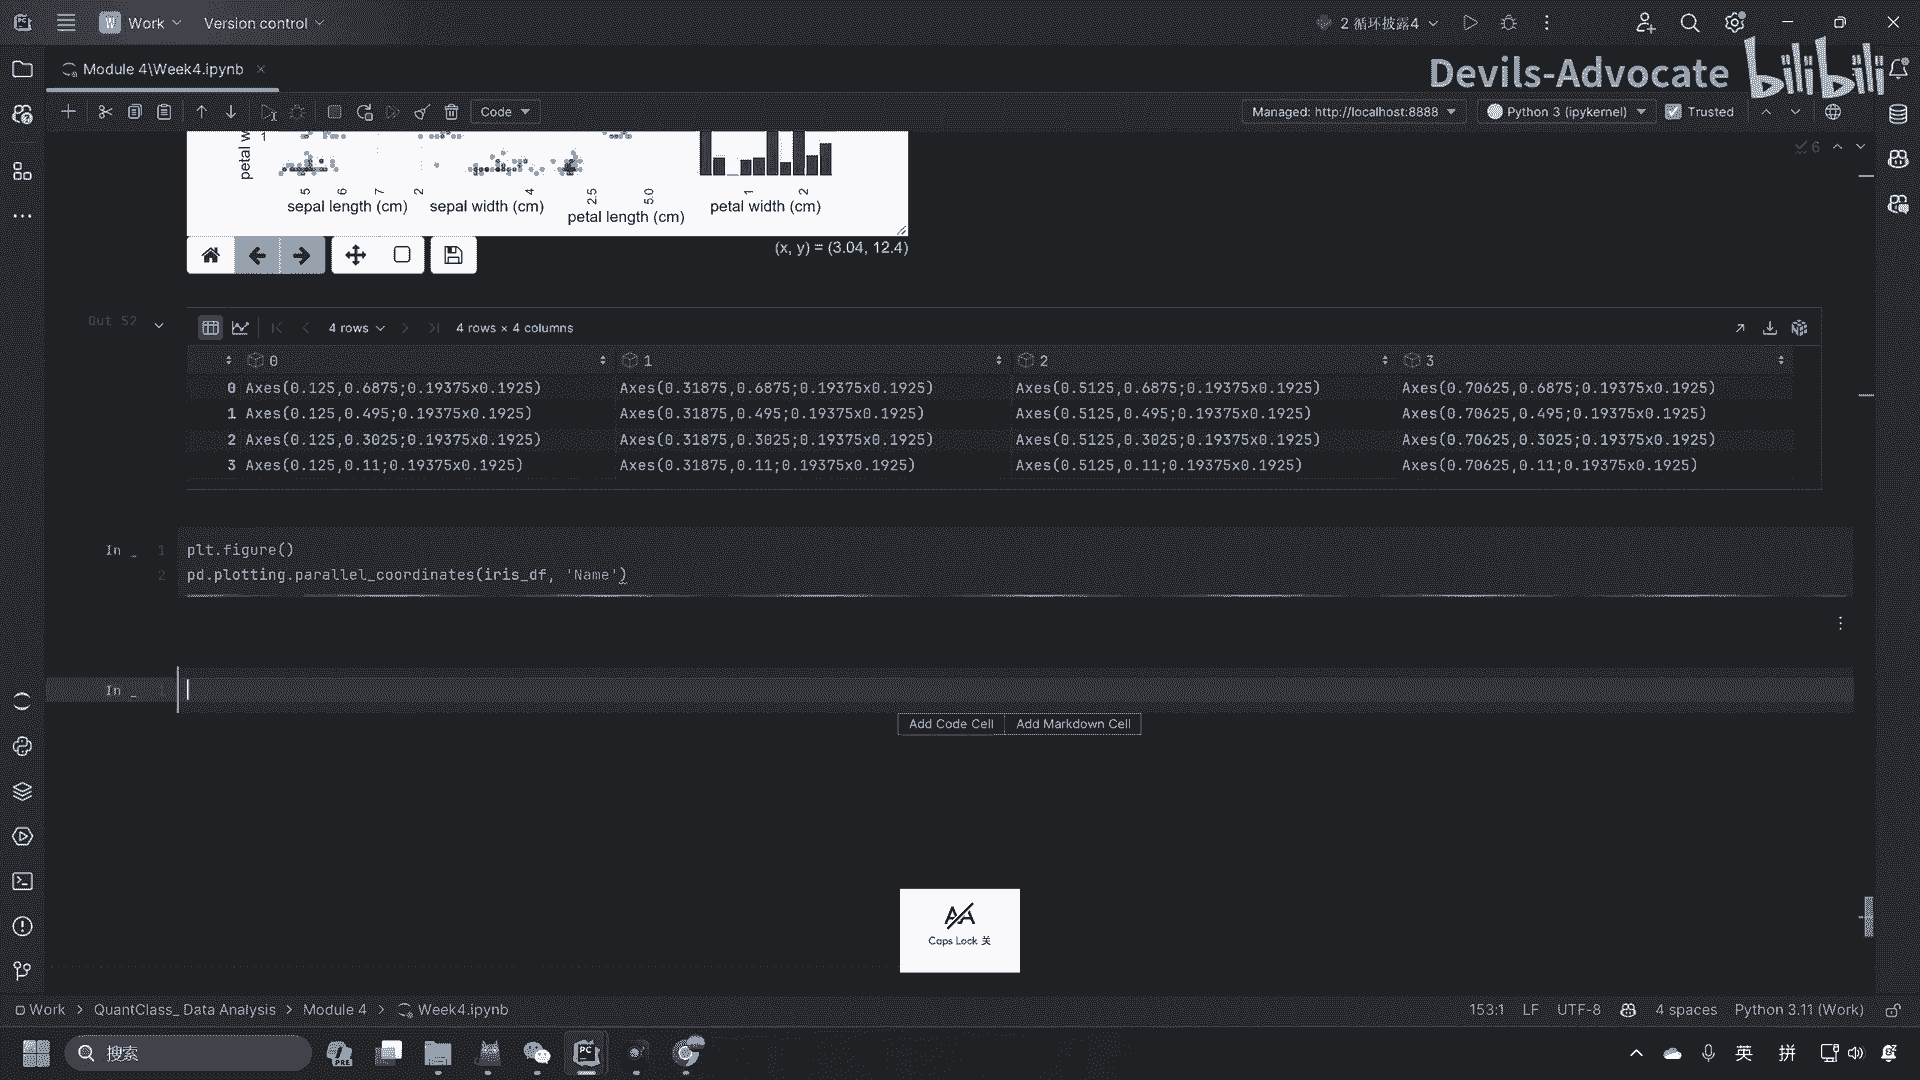 Work
Version control
2 循环披露4
Module 4\Week4.ipynb
Devils-Advocate
bilibili
Code
Managed: http://localhost:8888
Python 3 (ipykernel)
Trusted
6
petal w
1
5 6 7 2 4 2.5 5.0 1 2
sepal length (cm) sepal width (cm) petal length (cm) petal width (cm)
(x, y) = (3.04, 12.4)
Out 52
4 rows
4 rows × 4 columns
0 1 2 3
0 Axes(0.125,0.6875;0.19375x0.1925) Axes(0.31875,0.6875;0.19375x0.1925) Axes(0.5125,0.6875;0.19375x0.1925) Axes(0.70625,0.6875;0.19375x0.1925)
1 Axes(0.125,0.495;0.19375x0.1925) Axes(0.31875,0.495;0.19375x0.1925) Axes(0.5125,0.495;0.19375x0.1925) Axes(0.70625,0.495;0.19375x0.1925)
2 Axes(0.125,0.3025;0.19375x0.1925) Axes(0.31875,0.3025;0.19375x0.1925) Axes(0.5125,0.3025;0.19375x0.1925) Axes(0.70625,0.3025;0.19375x0.1925)
3 Axes(0.125,0.11;0.19375x0.1925) Axes(0.31875,0.11;0.19375x0.1925) Axes(0.5125,0.11;0.19375x0.1925) Axes(0.70625,0.11;0.19375x0.1925)
In _ 1 plt.figure()
2 pd.plotting.parallel_coordinates(iris_df, 'Name')
In _ 1
Add Code Cell Add Markdown Cell
Caps Lock 关
Work > QuantClass_ Data Analysis > Module 4 > Week4.ipynb
153:1 LF UTF-8 4 spaces Python 3.11 (Work)
搜索
英 拼